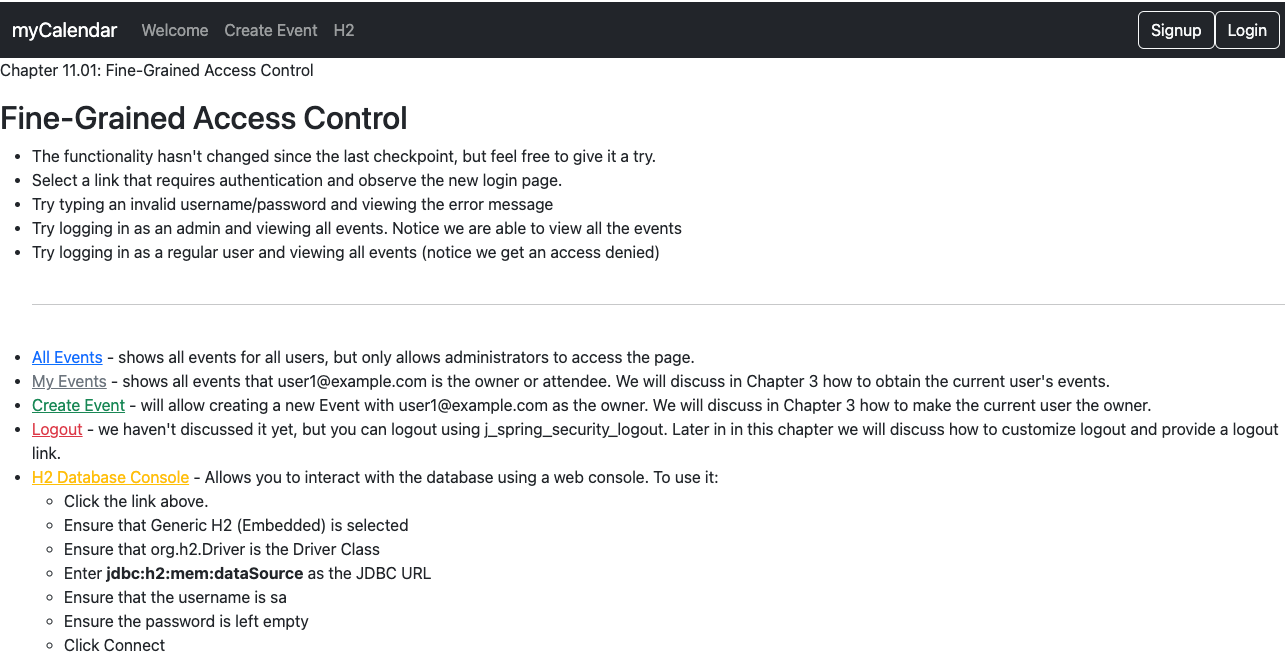 myCalendar Welcome Create Event H2 Signup Login
Chapter 11.01: Fine-Grained Access Control
Fine-Grained Access Control
• The functionality hasn't changed since the last checkpoint, but feel free to give it a try.
• Select a link that requires authentication and observe the new login page.
• Try typing an invalid username/password and viewing the error message
• Try logging in as an admin and viewing all events. Notice we are able to view all the events
• Try logging in as a regular user and viewing all events (notice we get an access denied)
• All Events - shows all events for all users, but only allows administrators to access the page.
• My Events - shows all events that user1@example.com is the owner or attendee. We will discuss in Chapter 3 how to obtain the current user's events.
• Create Event - will allow creating a new Event with user1@example.com as the owner. We will discuss in Chapter 3 how to make the current user the owner.
• Logout - we haven't discussed it yet, but you can logout using j_spring_security_logout. Later in in this chapter we will discuss how to customize logout and provide a logout
link.
• H2 Database Console - Allows you to interact with the database using a web console. To use it:
◦ Click the link above.
◦ Ensure that Generic H2 (Embedded) is selected
◦ Ensure that org.h2.Driver is the Driver Class
◦ Enter jdbc:h2:mem:dataSource as the JDBC URL
◦ Ensure that the username is sa
◦ Ensure the password is left empty
◦ Click Connect